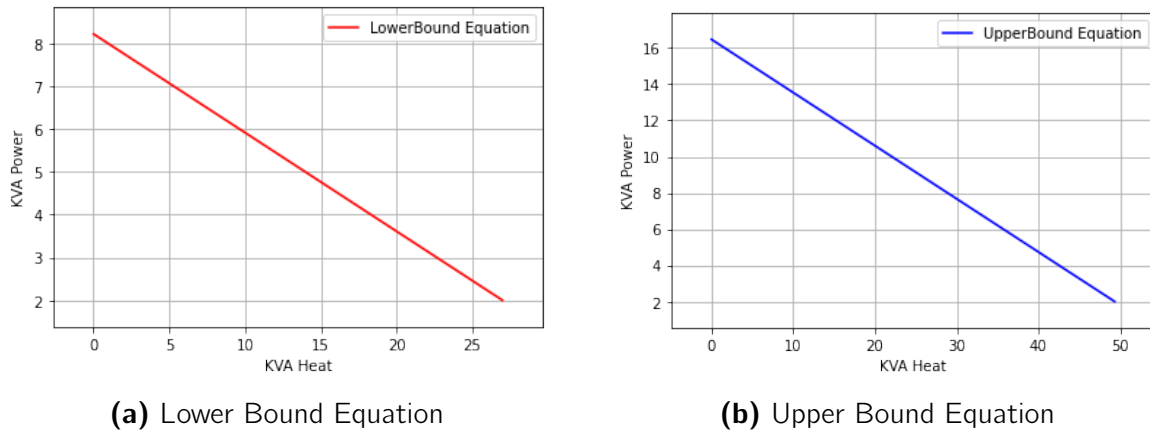 LowerBound Equation
8
7
6
5
4
3
2
KVA Power
0 5 10 15 20 25
KVA Heat
(a) Lower Bound Equation
UpperBound Equation
16
14
12
10
8
6
4
2
KVA Power
0 10 20 30 40 50
KVA Heat
(b) Upper Bound Equation